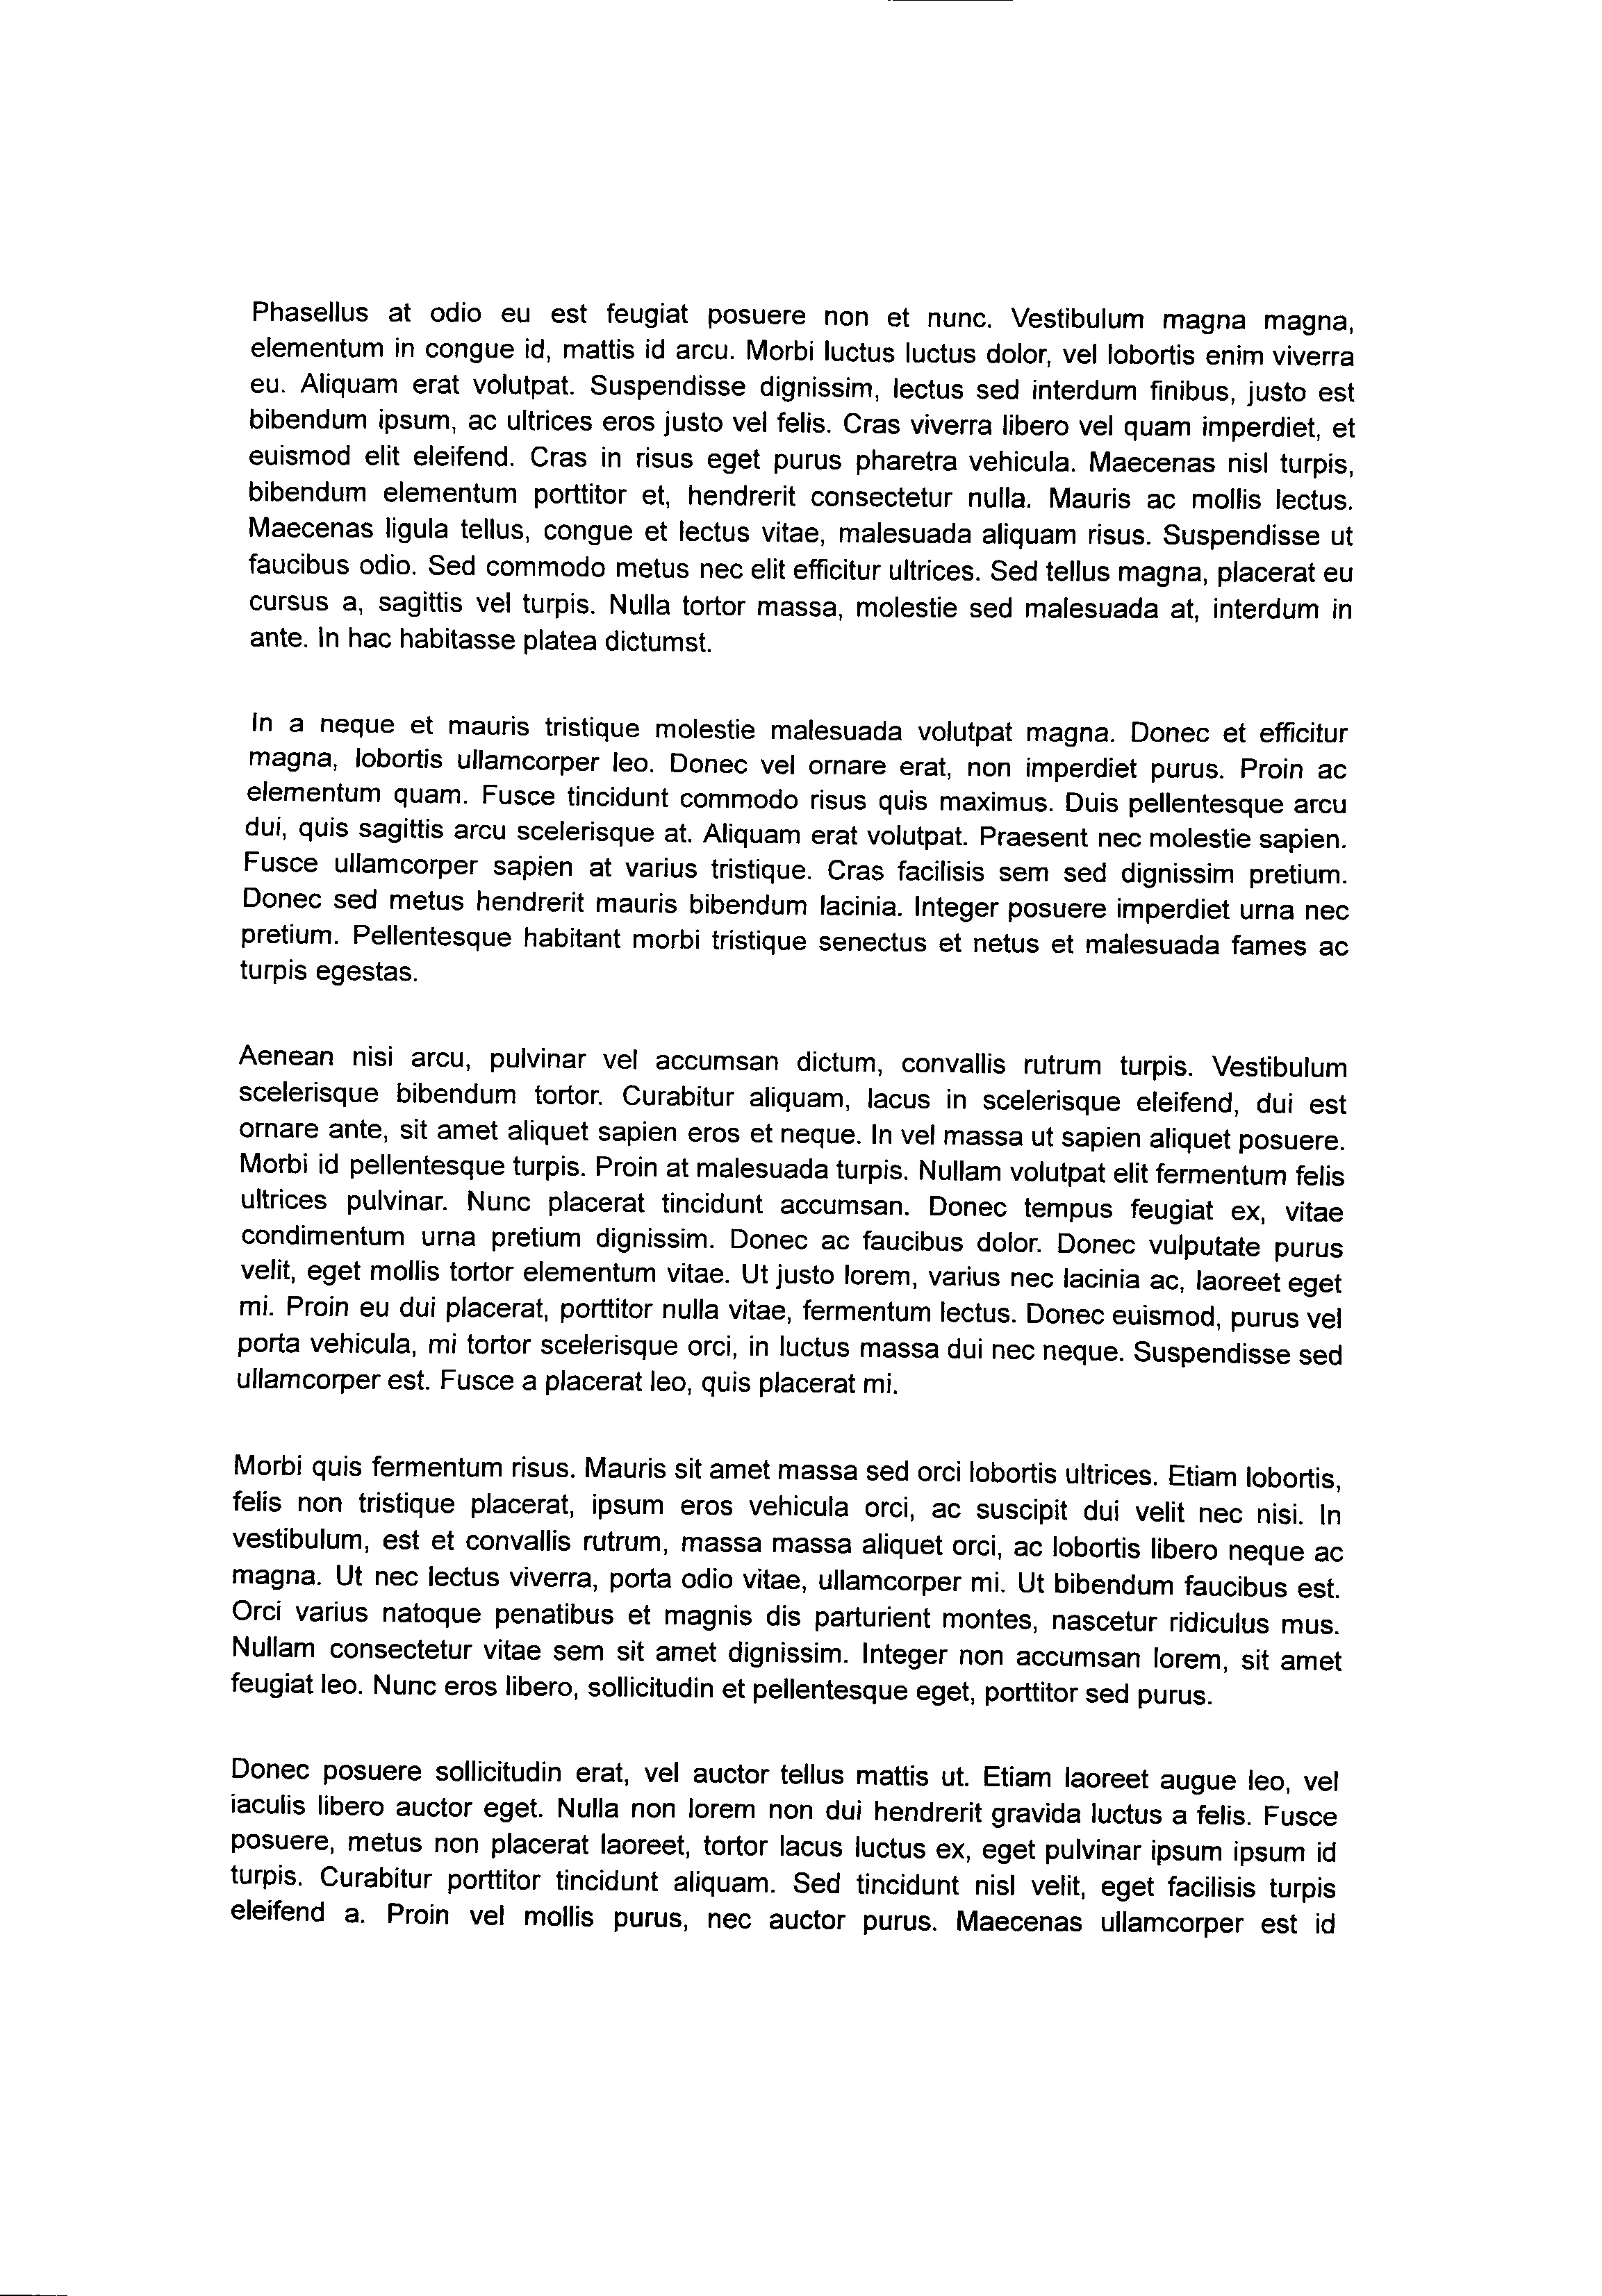 Phasellus at odio eu est feugiat posuere non et nunc. Vestibulum magna magna,
elementum in congue id, mattis id arcu. Morbi luctus luctus dolor, vel lobortis enim viverra
eu. Aliquam erat volutpat. Suspendisse dignissim, lectus sed interdum finibus, justo est
bibendum ipsum, ac ultrices eros justo vel felis. Cras viverra libero vel quam imperdiet, et
euismod elit eleifend. Cras in risus eget purus pharetra vehicula. Maecenas nisl turpis,
bibendum elementum porttitor et, hendrerit consectetur nulla. Mauris ac mollis lectus.
Maecenas ligula tellus, congue et lectus vitae, malesuada aliquam risus. Suspendisse ut
faucibus odio. Sed commodo metus nec elit efficitur ultrices. Sed tellus magna, placerat eu
cursus a, sagittis vel turpis. Nulla tortor massa, molestie sed malesuada at, interdum in
ante. In hac habitasse platea dictumst.
In a neque et mauris tristique molestie malesuada volutpat magna. Donec et efficitur
magna, lobortis ullamcorper leo. Donec vel ornare erat, non imperdiet purus. Proin ac
elementum quam. Fusce tincidunt commodo risus quis maximus. Duis pellentesque arcu
dui, quis sagittis arcu scelerisque at. Aliquam erat volutpat. Praesent nec molestie sapien.
Fusce ullamcorper sapien at varius tristique. Cras facilisis sem sed dignissim pretium.
Donec sed metus hendrerit mauris bibendum lacinia. Integer posuere imperdiet urna nec
pretium. Pellentesque habitant morbi tristique senectus et netus et malesuada fames ac
turpis egestas.
Aenean nisi arcu, pulvinar vel accumsan dictum, convallis rutrum turpis. Vestibulum
scelerisque bibendum tortor. Curabitur aliquam, lacus in scelerisque eleifend, dui est
ornare ante, sit amet aliquet sapien eros et neque. In vel massa ut sapien aliquet posuere.
Morbi id pellentesque turpis. Proin at malesuada turpis. Nullam volutpat elit fermentum felis
ultrices pulvinar. Nunc placerat tincidunt accumsan. Donec tempus feugiat ex, vitae
condimentum urna pretium dignissim. Donec ac faucibus dolor. Donec vulputate purus
velit, eget mollis tortor elementum vitae. Ut justo lorem, varius nec lacinia ac, laoreet eget
mi. Proin eu dui placerat, porttitor nulla vitae, fermentum lectus. Donec euismod, purus vel
porta vehicula, mi tortor scelerisque orci, in luctus massa dui nec neque. Suspendisse sed
ullamcorper est. Fusce a placerat leo, quis placerat mi.
Morbi quis fermentum risus. Mauris sit amet massa sed orci lobortis ultrices. Etiam lobortis,
felis non tristique placerat, ipsum eros vehicula orci, ac suscipit dui velit nec nisi. In
vestibulum, est et convallis rutrum, massa massa aliquet orci, ac lobortis libero neque ac
magna. Ut nec lectus viverra, porta odio vitae, ullamcorper mi. Ut bibendum faucibus est.
Orci varius natoque penatibus et magnis dis parturient montes, nascetur ridiculus mus.
Nullam consectetur vitae sem sit amet dignissim. Integer non accumsan lorem, sit amet
feugiat leo. Nunc eros libero, sollicitudin et pellentesque eget, porttitor sed purus.
Donec posuere sollicitudin erat, vel auctor tellus mattis ut. Etiam laoreet augue leo, vel
iaculis libero auctor eget. Nulla non lorem non dui hendrerit gravida luctus a felis. Fusce
posuere, metus non placerat laoreet, tortor lacus luctus ex, eget pulvinar ipsum ipsum id
turpis. Curabitur porttitor tincidunt aliquam. Sed tincidunt nisl velit, eget facilisis turpis
eleifend a. Proin vel mollis purus, nec auctor purus. Maecenas ullamcorper est id